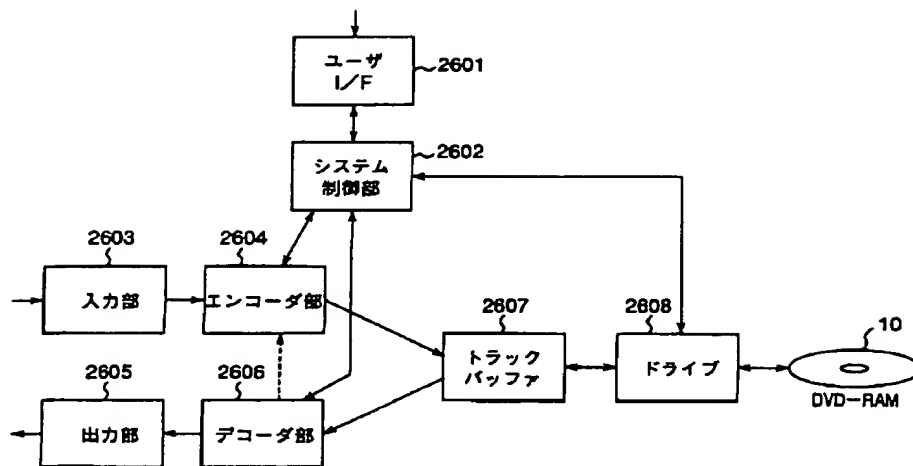 ユーザ
I/F
2601
システム
制御部
2602
2603
入力部
2604
エンコーダ部
2605
出力部
2606
デコーダ部
2607
トラック
バッファ
2608
ドライブ
10
DVD-RAM